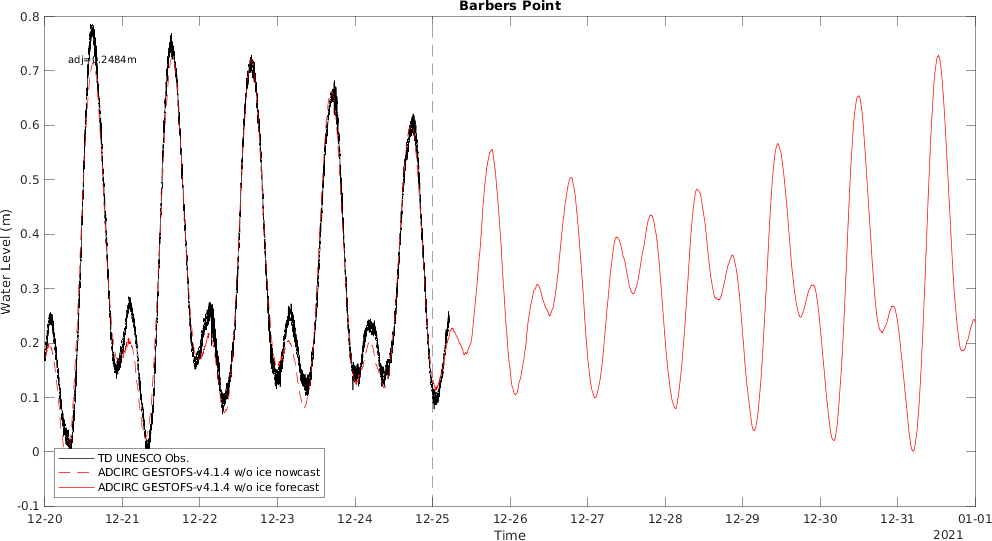 Barbers Point
0.8
adj=0.2484m
0.7
0.6
0.5
0.4
Water Level (m)
0.3
0.2
0.1
0
TD UNESCO Obs.
ADCIRC GESTOFS-v4.1.4 w/o ice nowcast
ADCIRC GESTOFS-v4.1.4 w/o ice forecast
-0.1
12-20 12-21 12-22 12-23 12-24 12-25 12-26 12-27 12-28 12-29 12-30 12-31 01-01
Time
2021